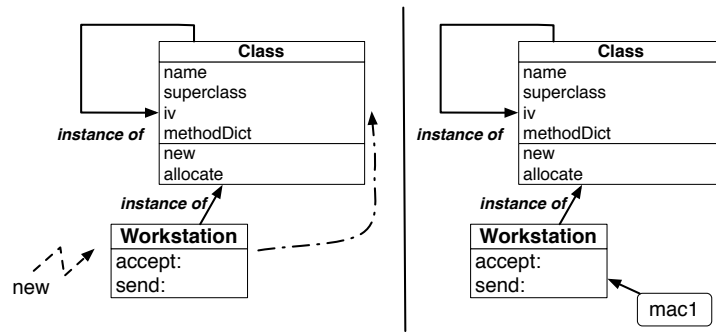 Class
name
superclass
iv
methodDict
instance of
new
allocate
instance of
Workstation
accept:
send:
new
Class
name
superclass
iv
methodDict
instance of
new
allocate
instance of
Workstation
accept:
send:
mac1